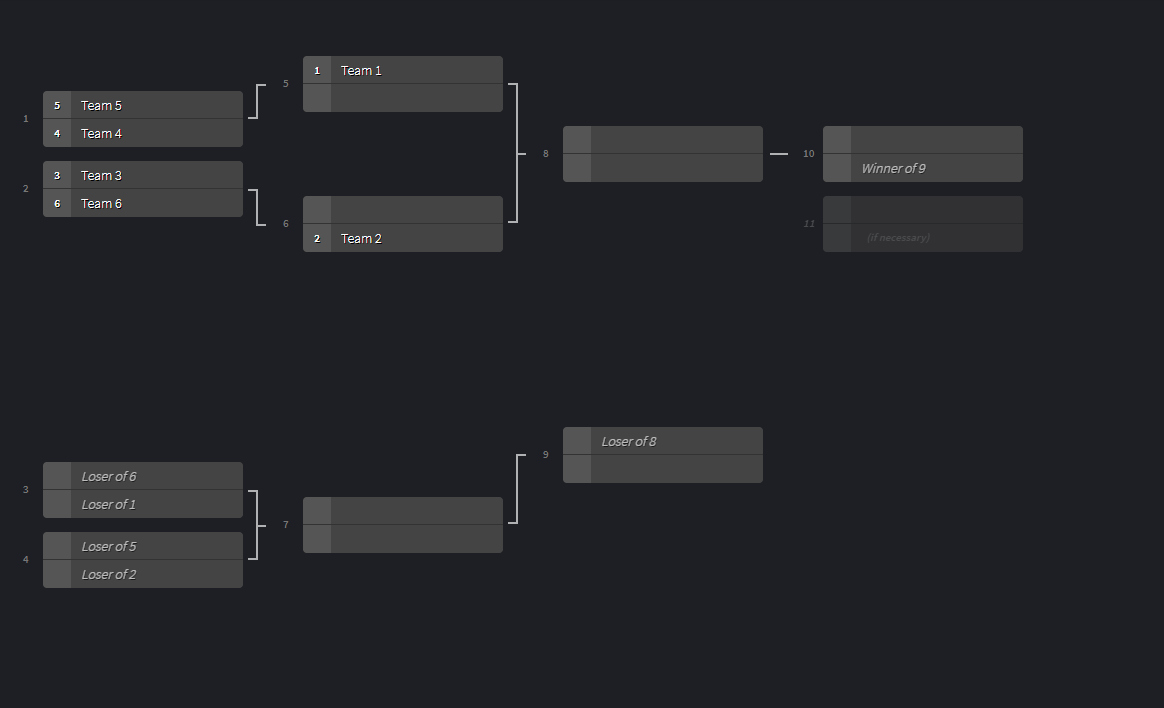 1
5 Team 5
4 Team 4
2
3 Team 3
6 Team 6
5
1 Team 1
6
2 Team 2
8
10
Winner of 9
11
(if necessary)
3
Loser of 6
Loser of 1
4
Loser of 5
Loser of 2
7
9
Loser of 8